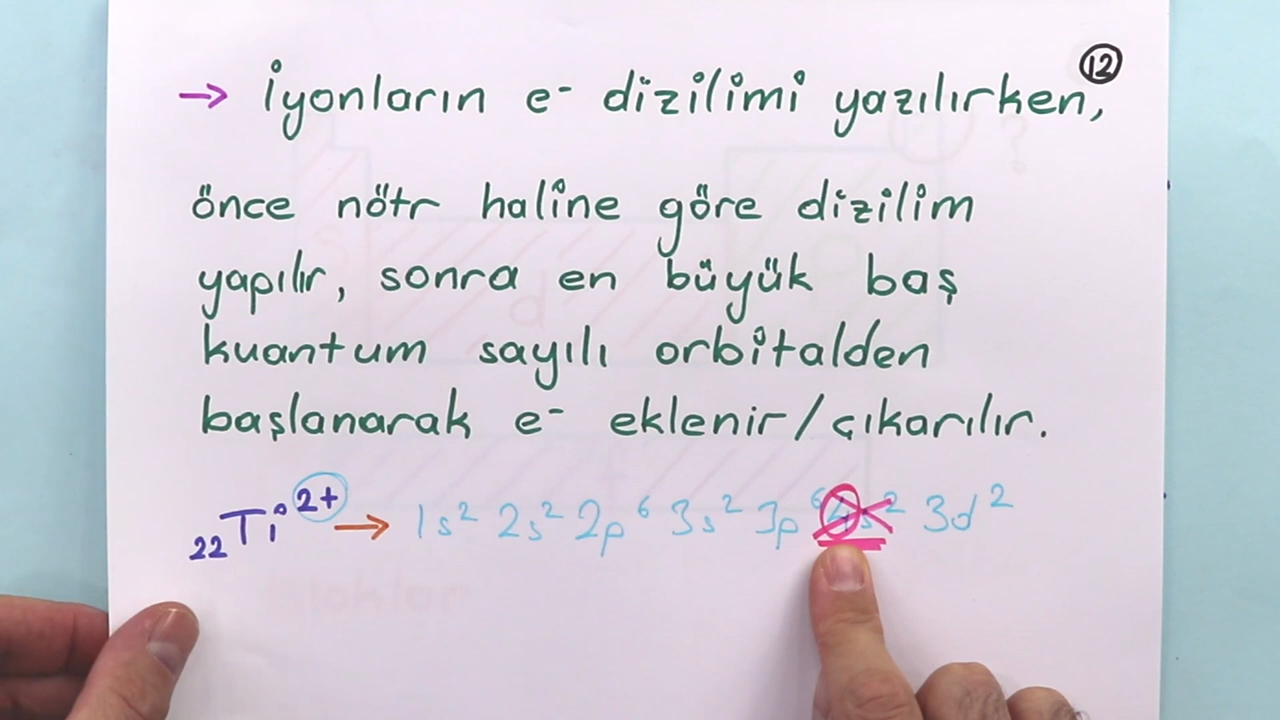 12
→ İyonların e- dizilimi yazılırken,
önce nötr haline göre dizilim
yapılır, sonra en büyük baş
kuantum sayılı orbitalden
başlanarak e- eklenir/çıkarılır.
₂₂Ti²⁺ → 1s² 2s² 2p⁶ 3s² 3p⁶ 4s² 3d²